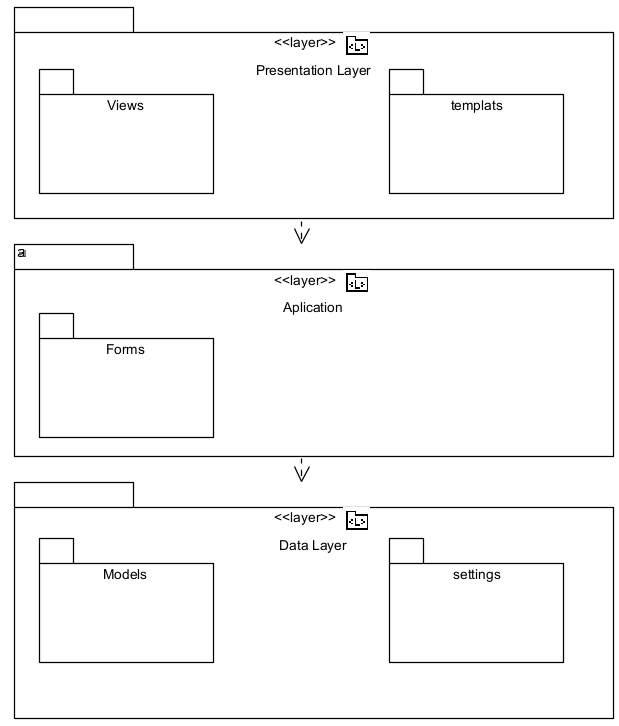 <<layer>>
Presentation Layer
Views
templats
<<layer>>
Aplication
Forms
<<layer>>
Data Layer
Models
settings